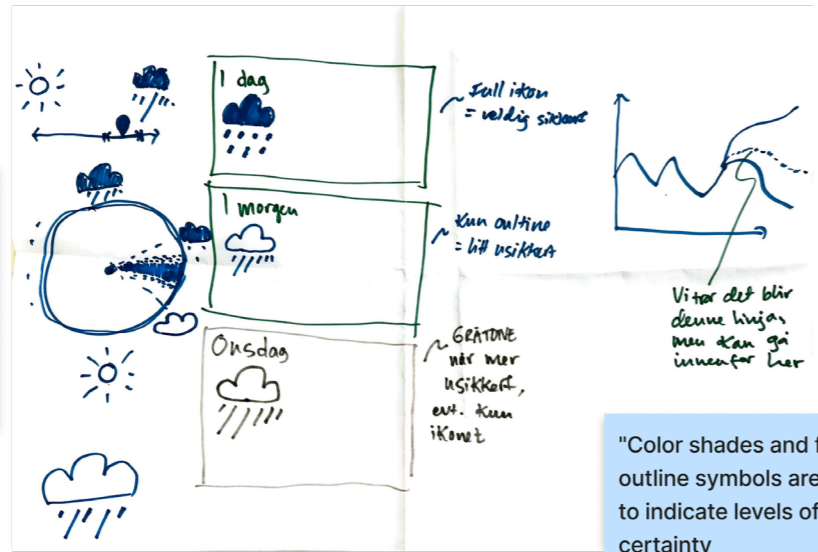 I dag
Full ikon
= veldig sikkert
I morgen
Kun outline
= litt usikkert
Onsdag
GRÅTONE
når mer
usikkert,
evt. kun
ikonet
Vi tror det blir
denne linja,
men kan gå
innenfor her
"Color shades and f
outline symbols are
to indicate levels of
certainty